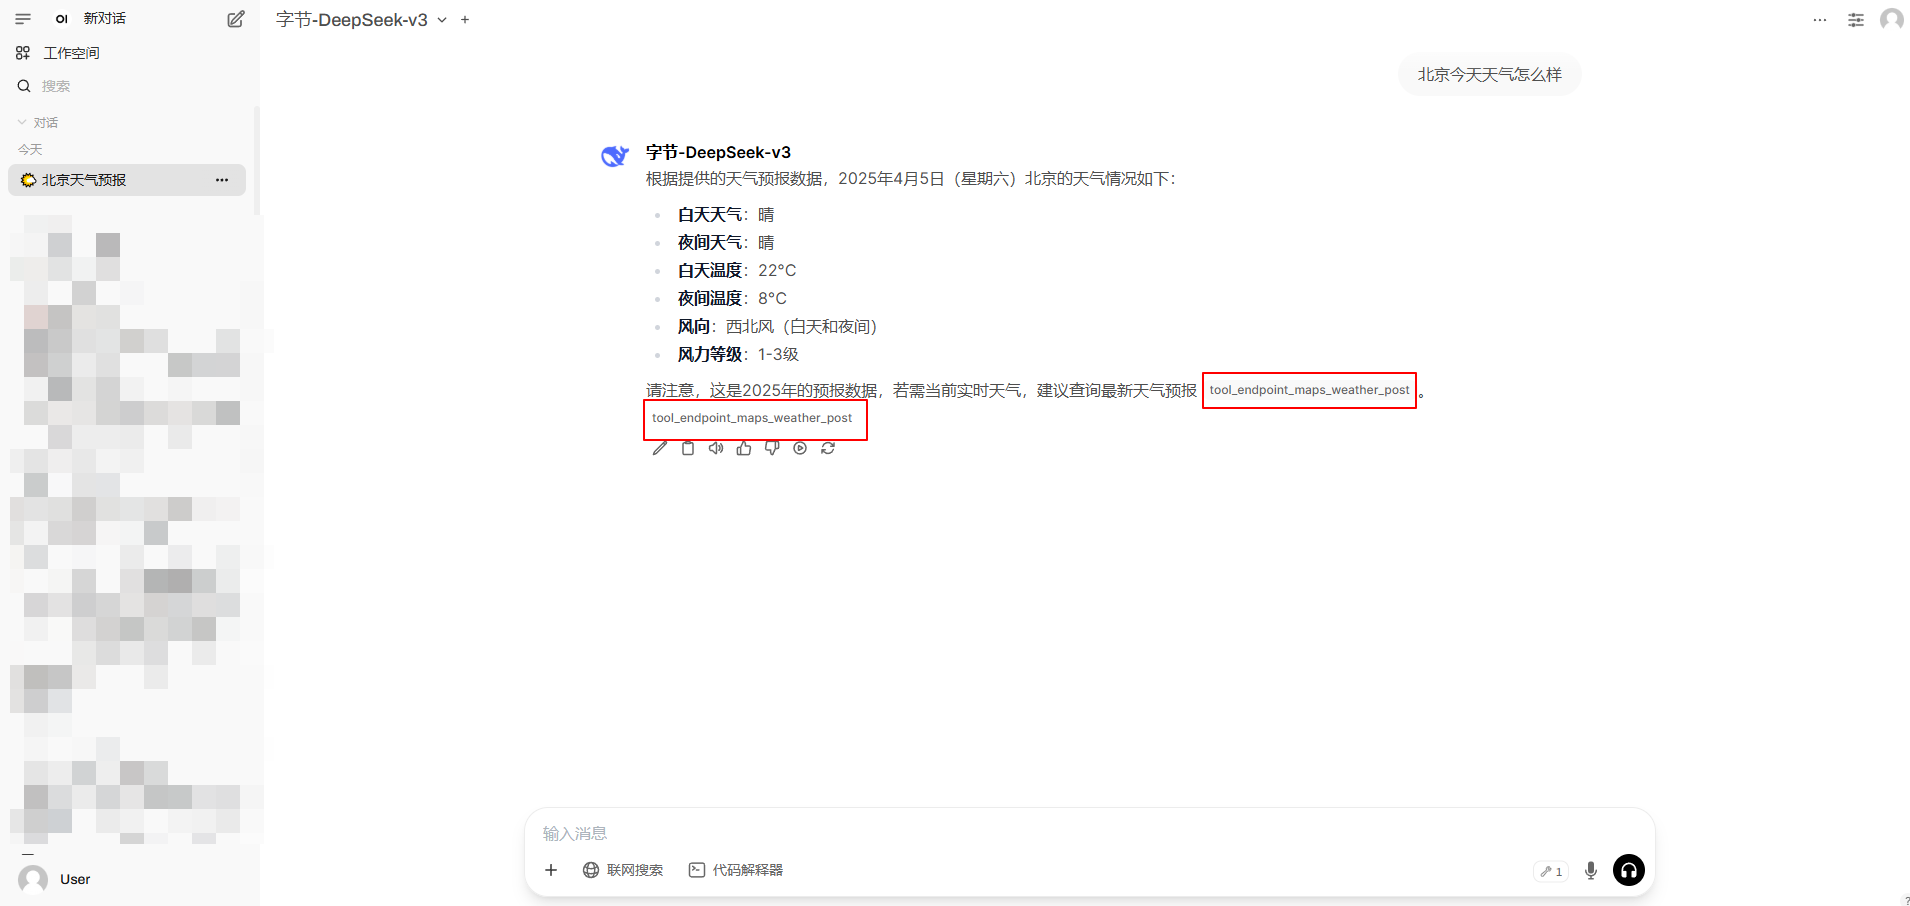 OI 新对话
工作空间
搜索
对话
今天
北京天气预报
User
字节-DeepSeek-v3
北京今天天气怎么样
字节-DeepSeek-v3
根据提供的天气预报数据，2025年4月5日（星期六）北京的天气情况如下：
白天天气：晴
夜间天气：晴
白天温度：22°C
夜间温度：8°C
风向：西北风（白天和夜间）
风力等级：1-3级
请注意，这是2025年的预报数据，若需当前实时天气，建议查询最新天气预报 tool_endpoint_maps_weather_post 。
tool_endpoint_maps_weather_post
输入消息
联网搜索 代码解释器 1
?